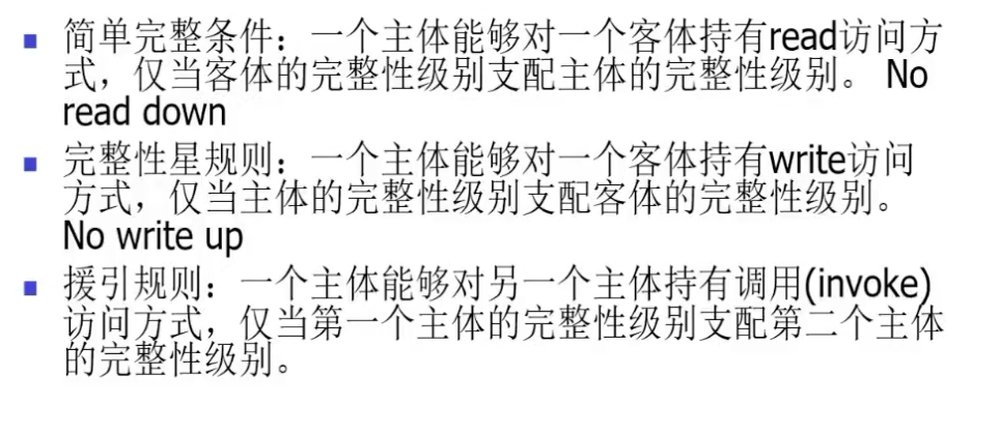 简单完整条件：一个主体能够对一个客体持有read访问方
式，仅当客体的完整性级别支配主体的完整性级别。 No
read down
完整性星规则：一个主体能够对一个客体持有write访问
方式，仅当主体的完整性级别支配客体的完整性级别。
No write up
援引规则：一个主体能够对另一个主体持有调用(invoke)
访问方式，仅当第一个主体的完整性级别支配第二个主体
的完整性级别。